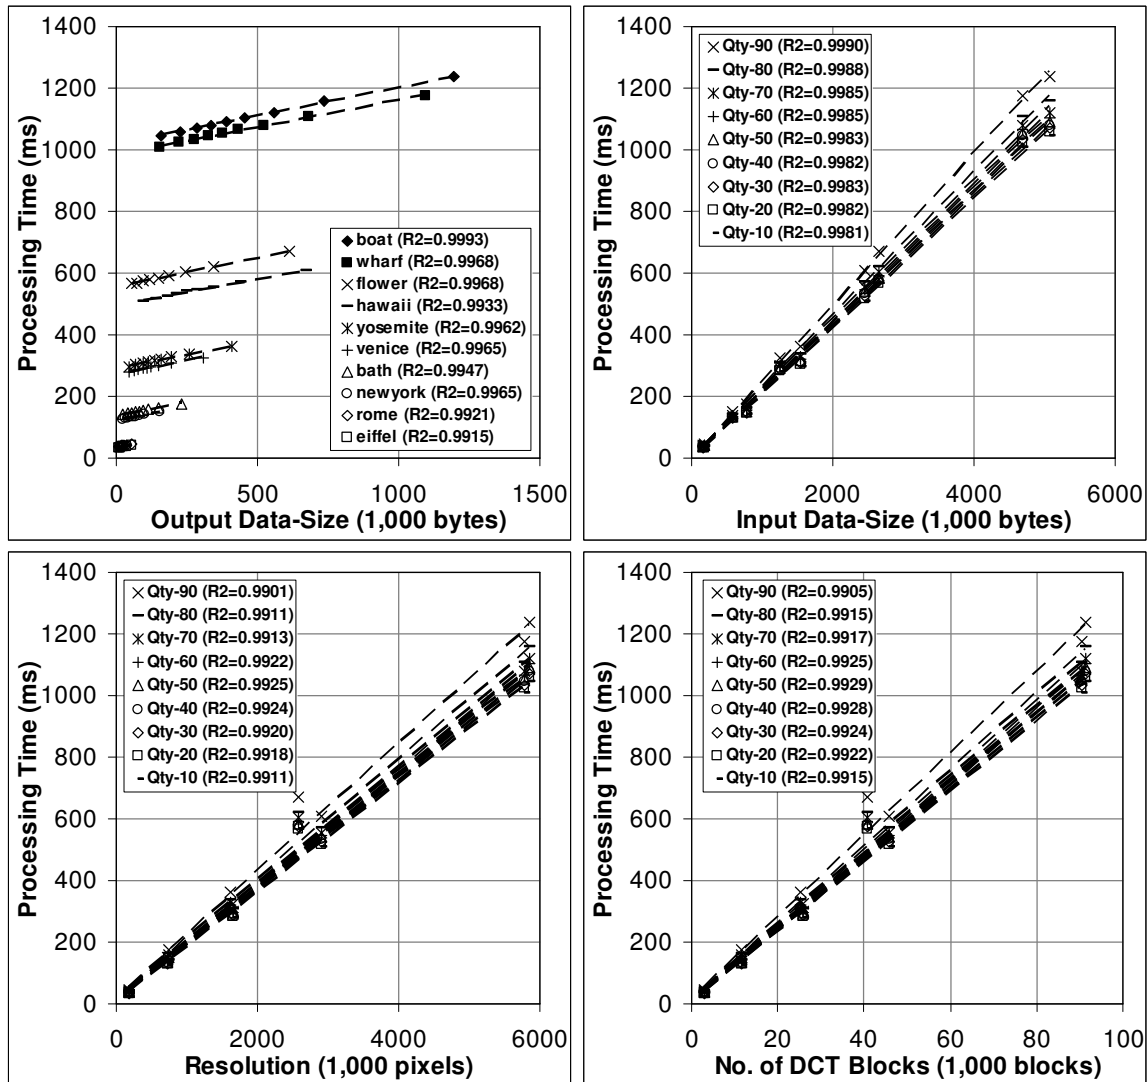 1400
1200
1000
800
600
400
200
0
Processing Time (ms)
boat (R2=0.9993)
wharf (R2=0.9968)
flower (R2=0.9968)
hawaii (R2=0.9933)
yosemite (R2=0.9962)
venice (R2=0.9965)
bath (R2=0.9947)
newyork (R2=0.9965)
rome (R2=0.9921)
eiffel (R2=0.9915)
0 500 1000 1500
Output Data-Size (1,000 bytes)
1400
1200
1000
800
600
400
200
0
Processing Time (ms)
Qty-90 (R2=0.9990)
Qty-80 (R2=0.9988)
Qty-70 (R2=0.9985)
Qty-60 (R2=0.9985)
Qty-50 (R2=0.9983)
Qty-40 (R2=0.9982)
Qty-30 (R2=0.9983)
Qty-20 (R2=0.9982)
Qty-10 (R2=0.9981)
0 2000 4000 6000
Input Data-Size (1,000 bytes)
1400
1200
1000
800
600
400
200
0
Processing Time (ms)
Qty-90 (R2=0.9901)
Qty-80 (R2=0.9911)
Qty-70 (R2=0.9913)
Qty-60 (R2=0.9922)
Qty-50 (R2=0.9925)
Qty-40 (R2=0.9924)
Qty-30 (R2=0.9920)
Qty-20 (R2=0.9918)
Qty-10 (R2=0.9911)
0 2000 4000 6000
Resolution (1,000 pixels)
1400
1200
1000
800
600
400
200
0
Processing Time (ms)
Qty-90 (R2=0.9905)
Qty-80 (R2=0.9915)
Qty-70 (R2=0.9917)
Qty-60 (R2=0.9925)
Qty-50 (R2=0.9929)
Qty-40 (R2=0.9928)
Qty-30 (R2=0.9924)
Qty-20 (R2=0.9922)
Qty-10 (R2=0.9915)
0 20 40 60 80 100
No. of DCT Blocks (1,000 blocks)